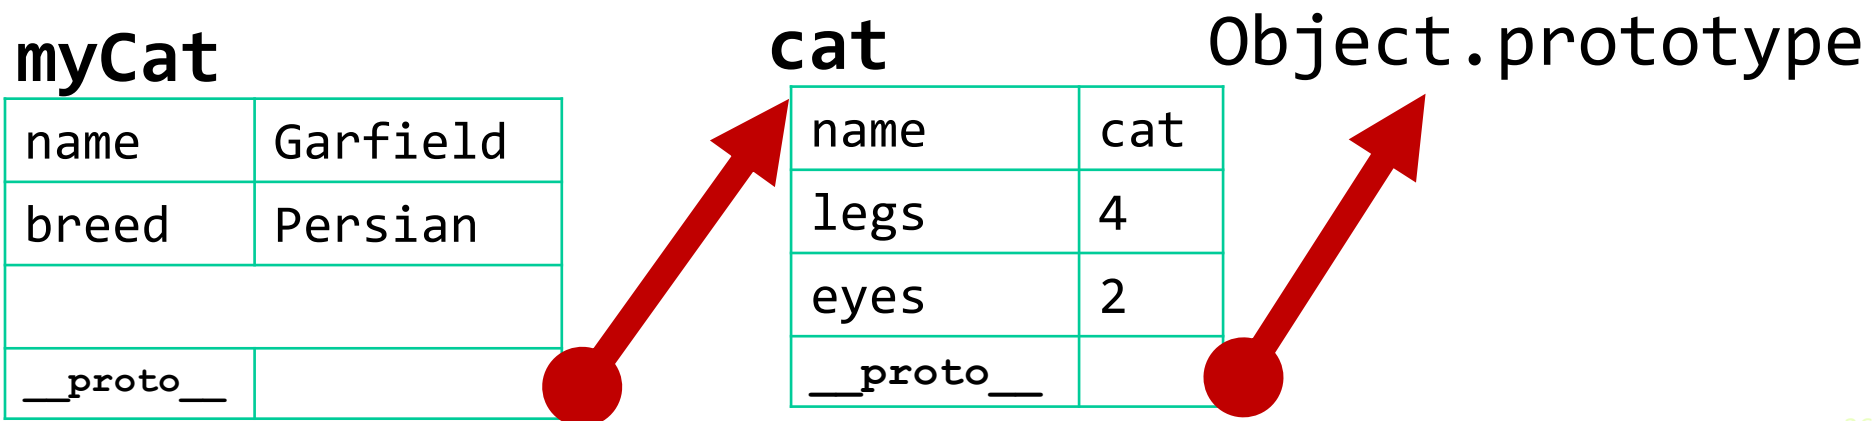 myCat
name Garfield
breed Persian
__proto__
cat
name cat
legs 4
eyes 2
__proto__
Object.prototype